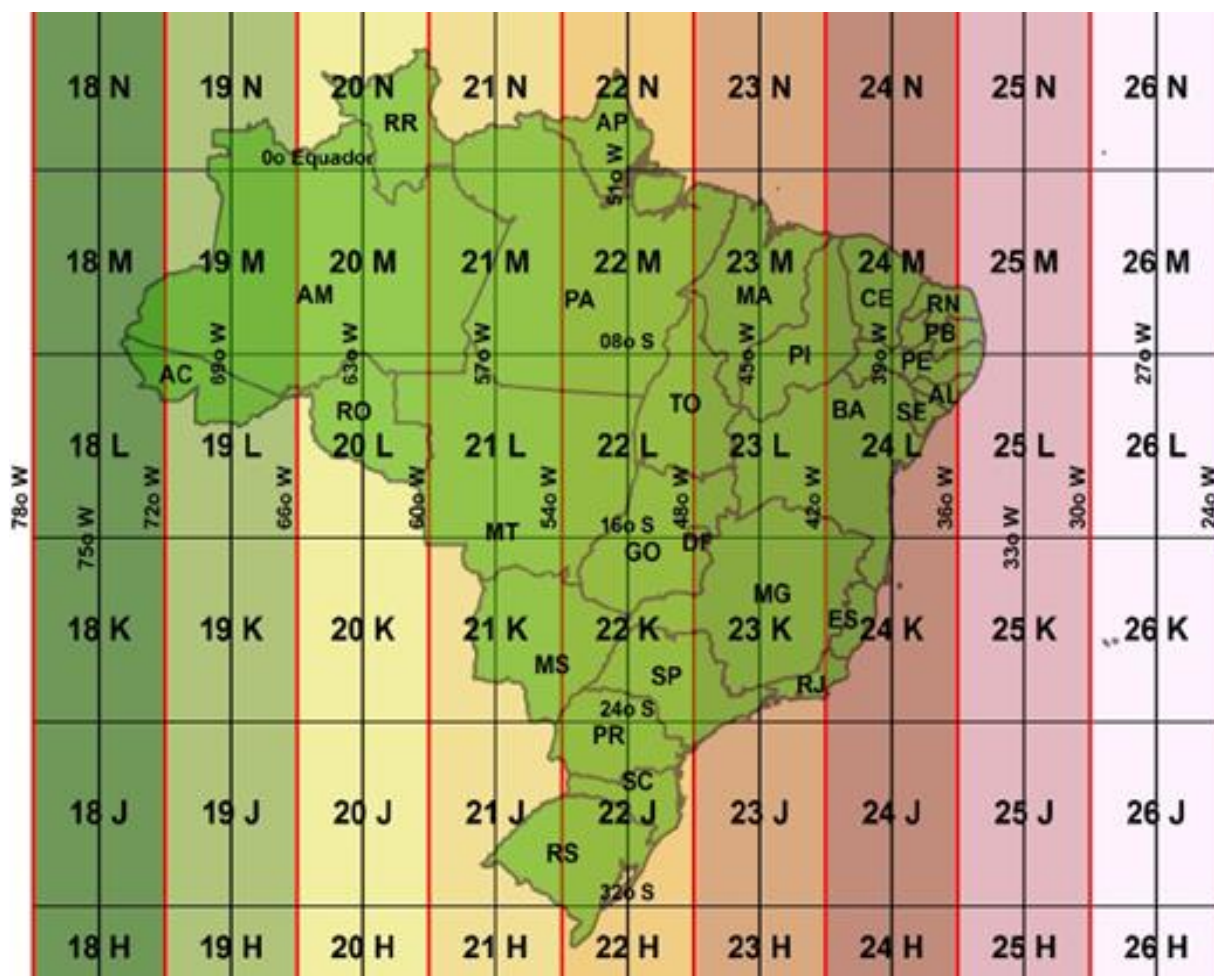 18 N 19 N 20 N 21 N 22 N 23 N 24 N 25 N 26 N
RR AP
0o Equador
51o W
18 M 19 M 20 M 21 M 22 M 23 M 24 M 25 M 26 M
AM PA MA CE RN
PB
08o S
69o W 63o W 57o W 45o W PI 39o W PE 27o W
AC
RO TO BA SE AL
18 L 19 L 20 L 21 L 22 L 23 L 24 L 25 L 26 L
78o W 72o W 66o W 60o W 54o W 48o W 42o W 36o W 30o W 24o W
75o W MT 16o S DF 33o W
GO
MG
ES
18 K 19 K 20 K 21 K 22 K 23 K 24 K 25 K 26 K
MS SP RJ
24o S
PR
SC
18 J 19 J 20 J 21 J 22 J 23 J 24 J 25 J 26 J
RS
32o S
18 H 19 H 20 H 21 H 22 H 23 H 24 H 25 H 26 H